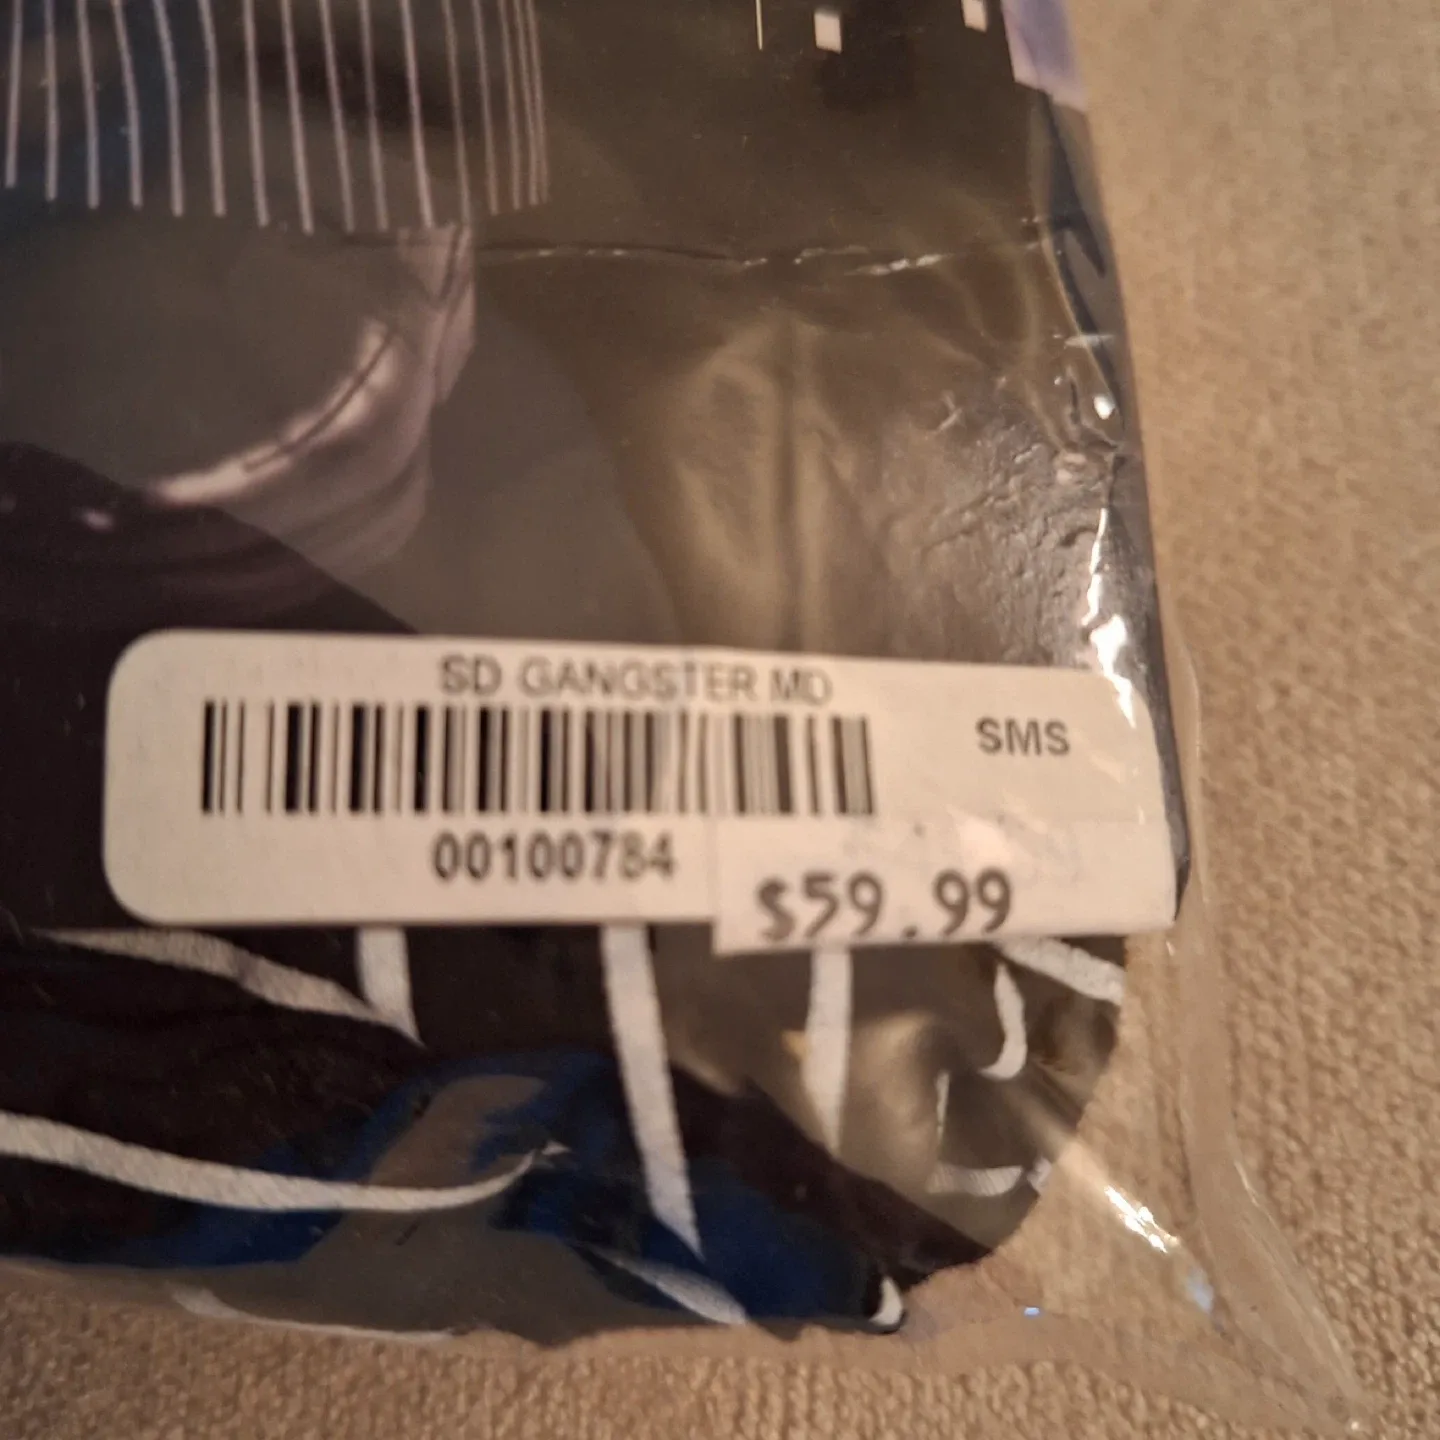 SD GANGSTER MD
SMS
00100784
$59.99